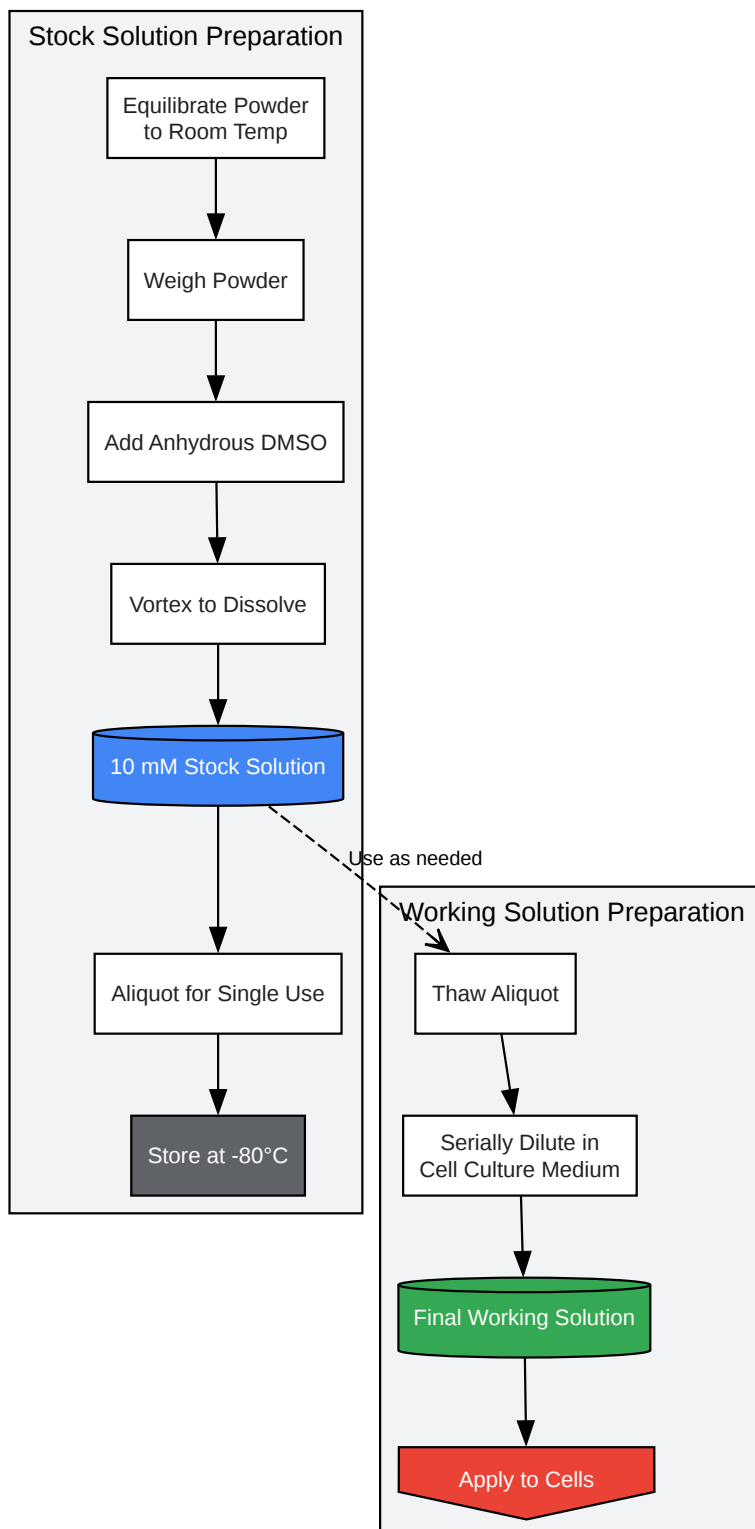 Stock Solution Preparation
Equilibrate Powder
to Room Temp
Weigh Powder
Add Anhydrous DMSO
Vortex to Dissolve
10 mM Stock Solution
Use as needed
Aliquot for Single Use
Store at -80°C
Working Solution Preparation
Thaw Aliquot
Serially Dilute in
Cell Culture Medium
Final Working Solution
Apply to Cells